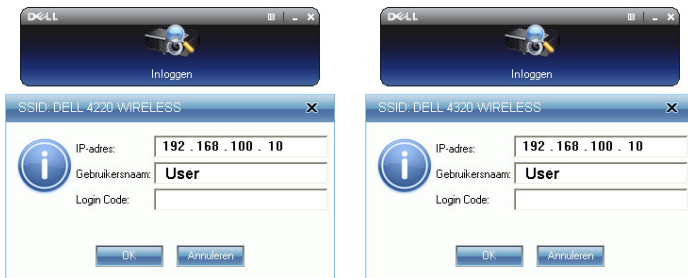 DELL
Inloggen
SSID: DELL 4220 WIRELESS
IP-adres: 192 . 168 . 100 . 10
Gebruikersnaam: User
Login Code:
OK Annuleren
DELL
Inloggen
SSID: DELL 4320 WIRELESS
IP-adres: 192 . 168 . 100 . 10
Gebruikersnaam: User
Login Code:
OK Annuleren